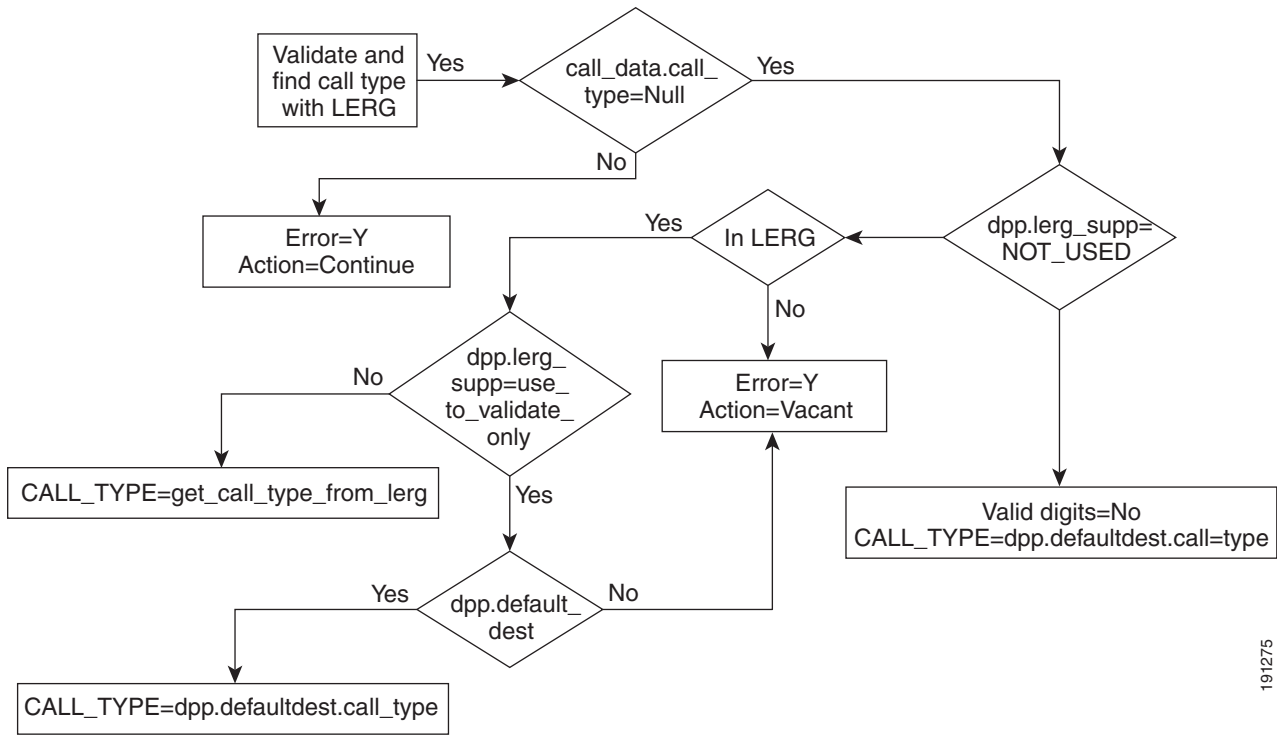 Validate and
find call type
with LERG
Yes
call_data.call_
type=Null
Yes
No
Error=Y
Action=Continue
dpp.lerg_supp=
NOT_USED
In LERG
Yes
No
Error=Y
Action=Vacant
dpp.lerg_
supp=use_
to_validate_
only
No
CALL_TYPE=get_call_type_from_lerg
Yes
Valid digits=No
CALL_TYPE=dpp.defaultdest.call=type
dpp.default_
dest
Yes
No
CALL_TYPE=dpp.defaultdest.call_type
191275